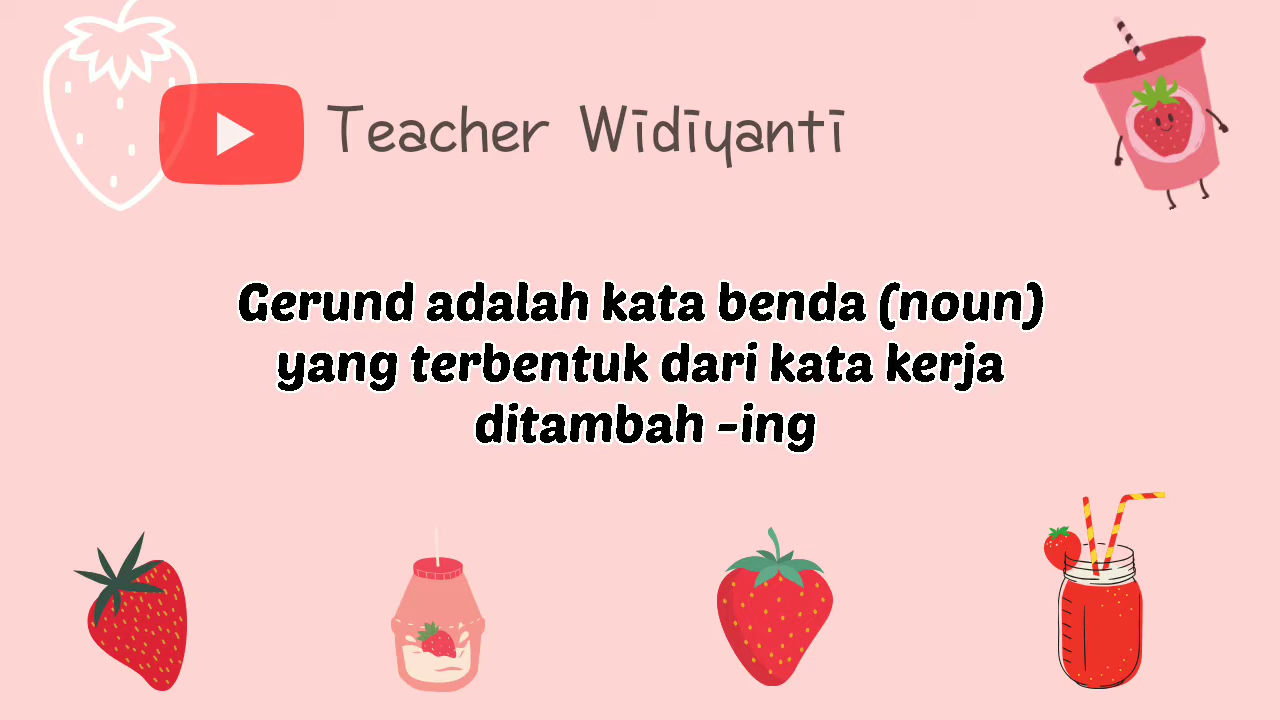 Teacher Widiyanti
Gerund adalah kata benda (noun)
yang terbentuk dari kata kerja
ditambah -ing